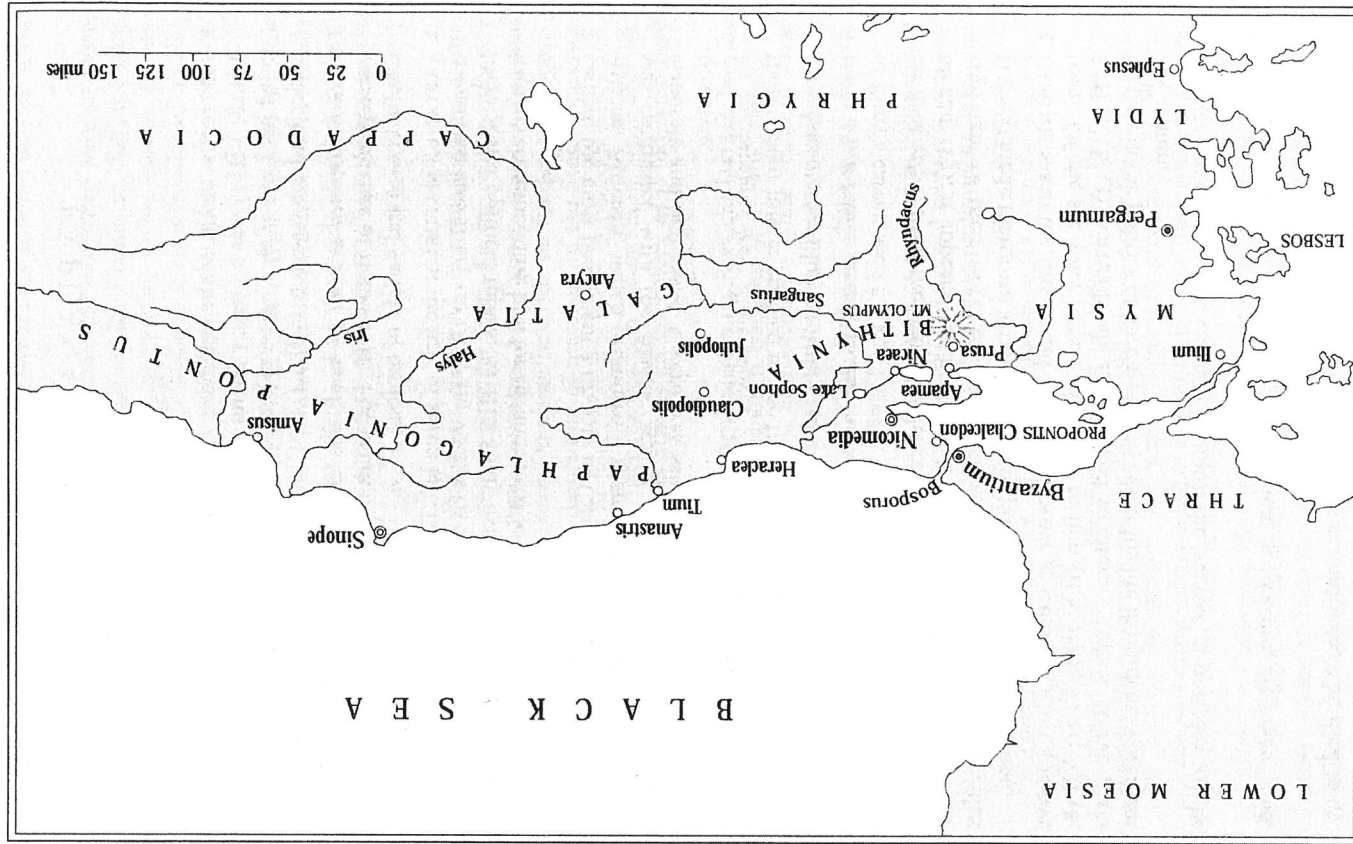 LOWER MOESIA
BLACK SEA
THRACE
Byzantium
Bosporus
PROPONTIS
Chalcedon
Nicomedia
Heraclea
Tium
Amastris
Sinope
PAPHLAGONIA
Amisus
PONTUS
Apamea
Lake Sophon
Claudiopolis
Ilium
Prusa
Nicaea
Juliopolis
Halys
Iris
MYSIA
MT. OLYMPUS
BITHYNIA
Sangarius
GALATIA
Ancyra
LESBOS
Pergamum
Rhyndacus
LYDIA
PHRYGIA
CAPPADOCIA
Ephesus
0 25 50 75 100 125 150 miles